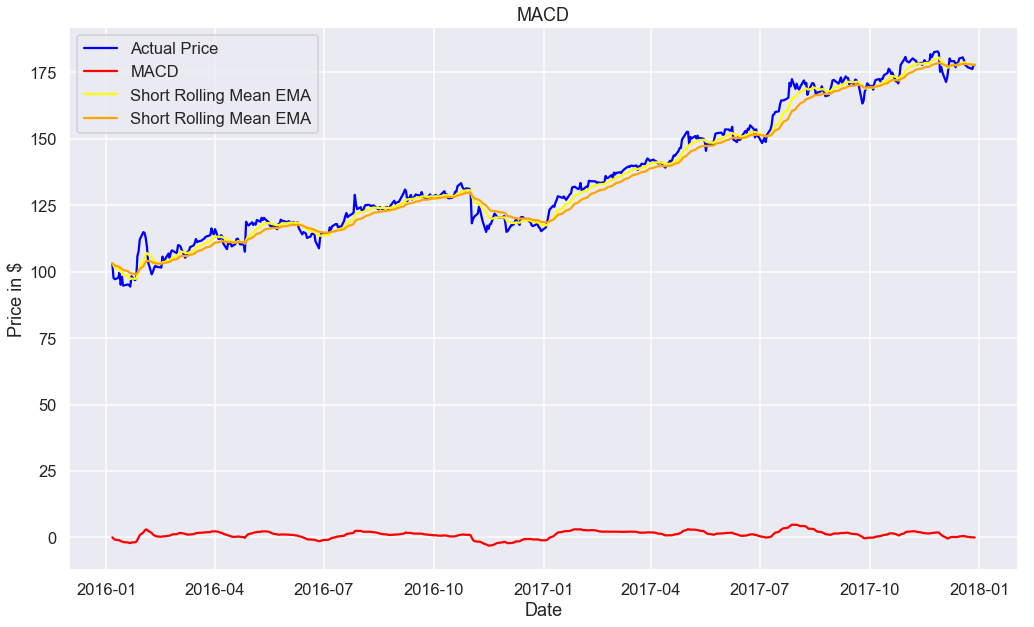 MACD
Actual Price
MACD
Short Rolling Mean EMA
Short Rolling Mean EMA
Price in $
175
150
125
100
75
50
25
0
2016-01 2016-04 2016-07 2016-10 2017-01 2017-04 2017-07 2017-10 2018-01
Date